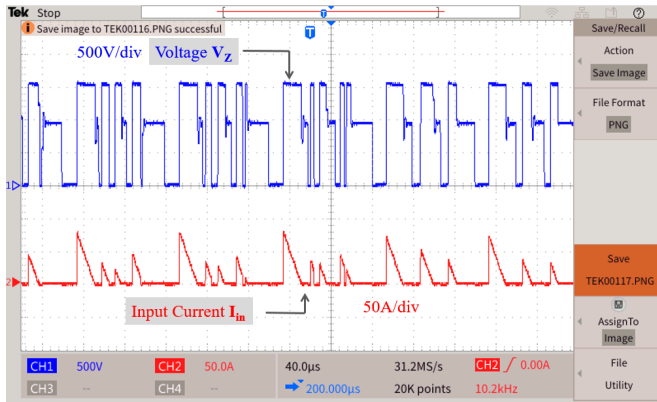 Tek Stop
T
i Save image to TEK00116.PNG successful
T
500V/div Voltage VZ
1
2
Input Current Iin
50A/div
CH1 500V CH2 50.0A 40.0µs 31.2MS/s CH2 0.00A
CH3 -- CH4 -- 200.000µs 20K points 10.2kHz
?
Save/Recall
Action
Save Image
File Format
PNG
Save
TEK00117.PNG
AssignTo
Image
File
Utility